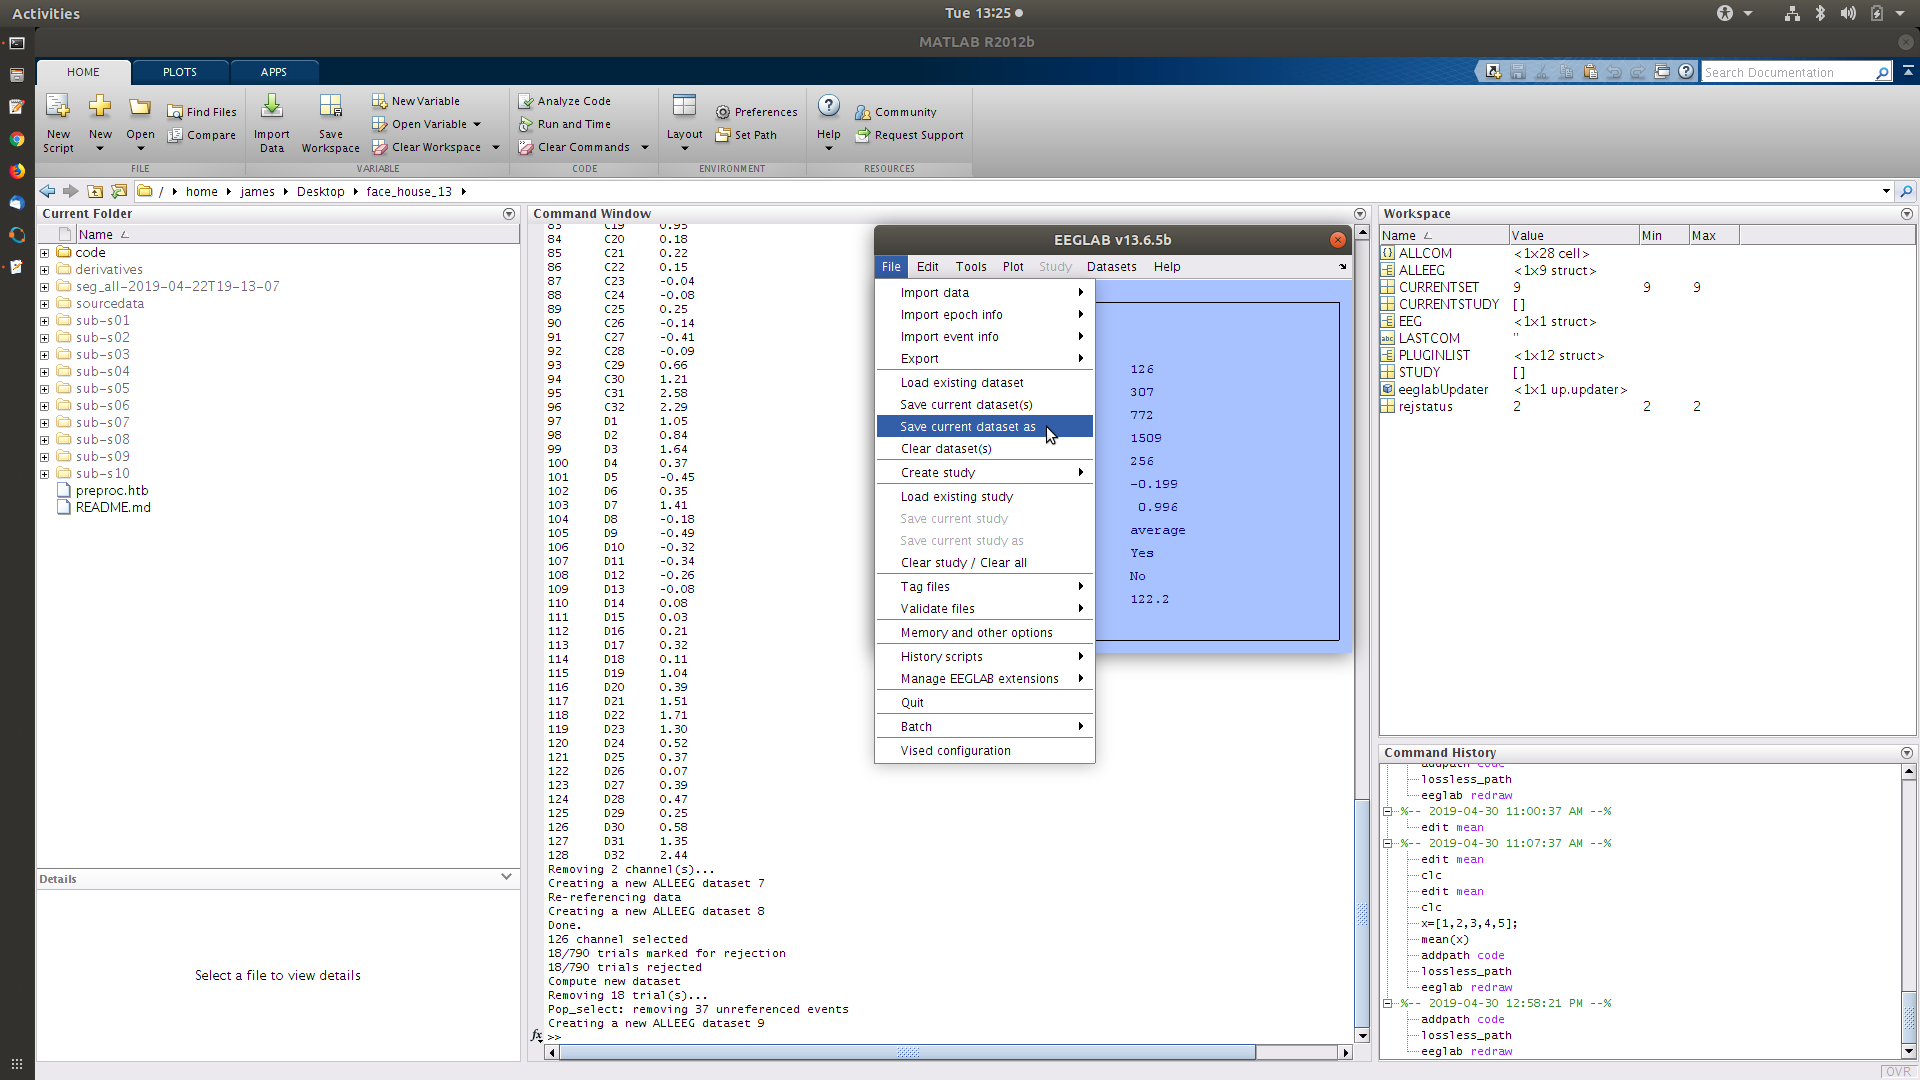 Activities
Tue 13:25
MATLAB R2012b
HOME PLOTS APPS
Search Documentation
New Script
New
Open
Find Files
Compare
FILE
Import Data
Save Workspace
New Variable
Open Variable
Clear Workspace
VARIABLE
Analyze Code
Run and Time
Clear Commands
CODE
Layout
Preferences
Set Path
ENVIRONMENT
Help
Community
Request Support
RESOURCES
/ home james Desktop face_house_13
Current Folder
Name
code
derivatives
seg_all-2019-04-22T19-13-07
sourcedata
sub-s01
sub-s02
sub-s03
sub-s04
sub-s05
sub-s06
sub-s07
sub-s08
sub-s09
sub-s10
preproc.htb
README.md
Details
Select a file to view details
Command Window
83 C19 0.95
84 C20 0.18
85 C21 0.22
86 C22 0.15
87 C23 -0.04
88 C24 -0.08
89 C25 0.25
90 C26 -0.14
91 C27 -0.41
92 C28 -0.09
93 C29 0.66
94 C30 1.21
95 C31 2.58
96 C32 2.29
97 D1 1.05
98 D2 0.84
99 D3 1.64
100 D4 0.37
101 D5 -0.45
102 D6 0.35
103 D7 1.41
104 D8 -0.18
105 D9 -0.49
106 D10 -0.32
107 D11 -0.34
108 D12 -0.26
109 D13 -0.08
110 D14 0.08
111 D15 0.03
112 D16 0.21
113 D17 0.32
114 D18 0.11
115 D19 1.04
116 D20 0.39
117 D21 1.51
118 D22 1.71
119 D23 1.30
120 D24 0.52
121 D25 0.37
122 D26 0.07
123 D27 0.39
124 D28 0.47
125 D29 0.25
126 D30 0.58
127 D31 1.35
128 D32 2.44
Removing 2 channel(s)...
Creating a new ALLEEG dataset 7
Re-referencing data
Creating a new ALLEEG dataset 8
Done.
126 channel selected
18/790 trials marked for rejection
18/790 trials rejected
Compute new dataset
Removing 18 trial(s)...
Pop_select: removing 37 unreferenced events
Creating a new ALLEEG dataset 9
fx >>
EEGLAB v13.6.5b
File Edit Tools Plot Study Datasets Help
Import data
Import epoch info
Import event info
Export
Load existing dataset
Save current dataset(s)
Save current dataset as
Clear dataset(s)
Create study
Load existing study
Save current study
Save current study as
Clear study / Clear all
Tag files
Validate files
Memory and other options
History scripts
Manage EEGLAB extensions
Quit
Batch
Vised configuration
126
307
772
1509
256
-0.199
0.996
average
Yes
No
122.2
Workspace
Name Value Min Max
ALLCOM <1x28 cell>
ALLEEG <1x9 struct>
CURRENTSET 9 9 9
CURRENTSTUDY []
EEG <1x1 struct>
abc LASTCOM ''
PLUGINLIST <1x12 struct>
STUDY []
eeglabUpdater <1x1 up.updater>
rejstatus 2 2 2
Command History
addpath code
lossless_path
eeglab redraw
%-- 2019-04-30 11:00:37 AM --%
edit mean
%-- 2019-04-30 11:07:37 AM --%
edit mean
clc
edit mean
clc
x=[1,2,3,4,5];
mean(x)
addpath code
lossless_path
eeglab redraw
%-- 2019-04-30 12:58:21 PM --%
addpath code
lossless_path
eeglab redraw
OVR